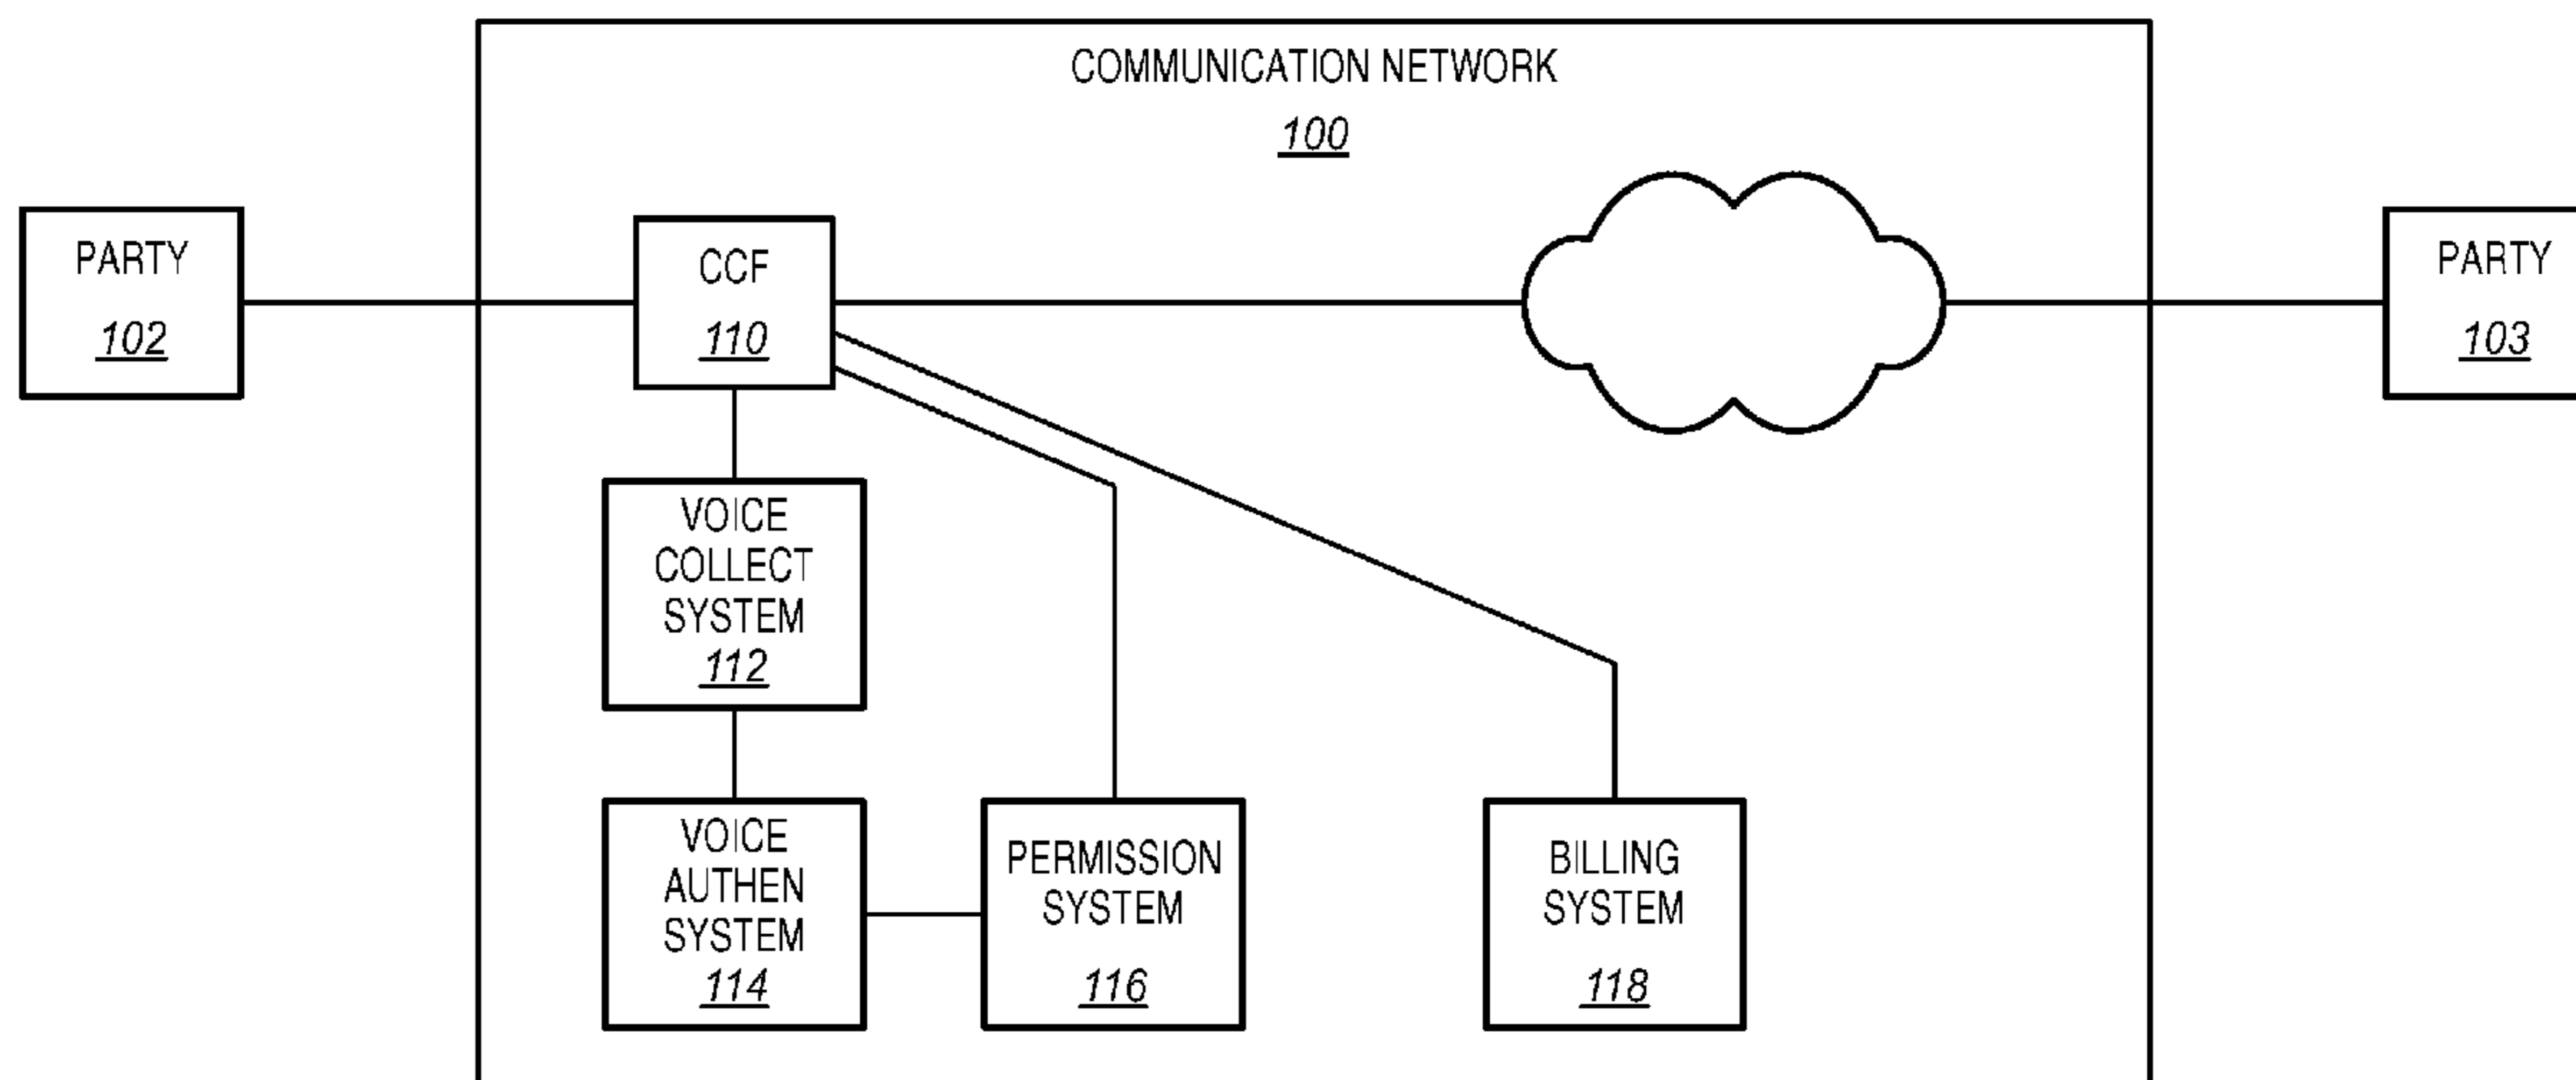 COMMUNICATION NETWORK
100
PARTY
102
CCF
110
PARTY
103
VOICE
COLLECT
SYSTEM
112
VOICE
AUTHEN
SYSTEM
114
PERMISSION
SYSTEM
116
BILLING
SYSTEM
118